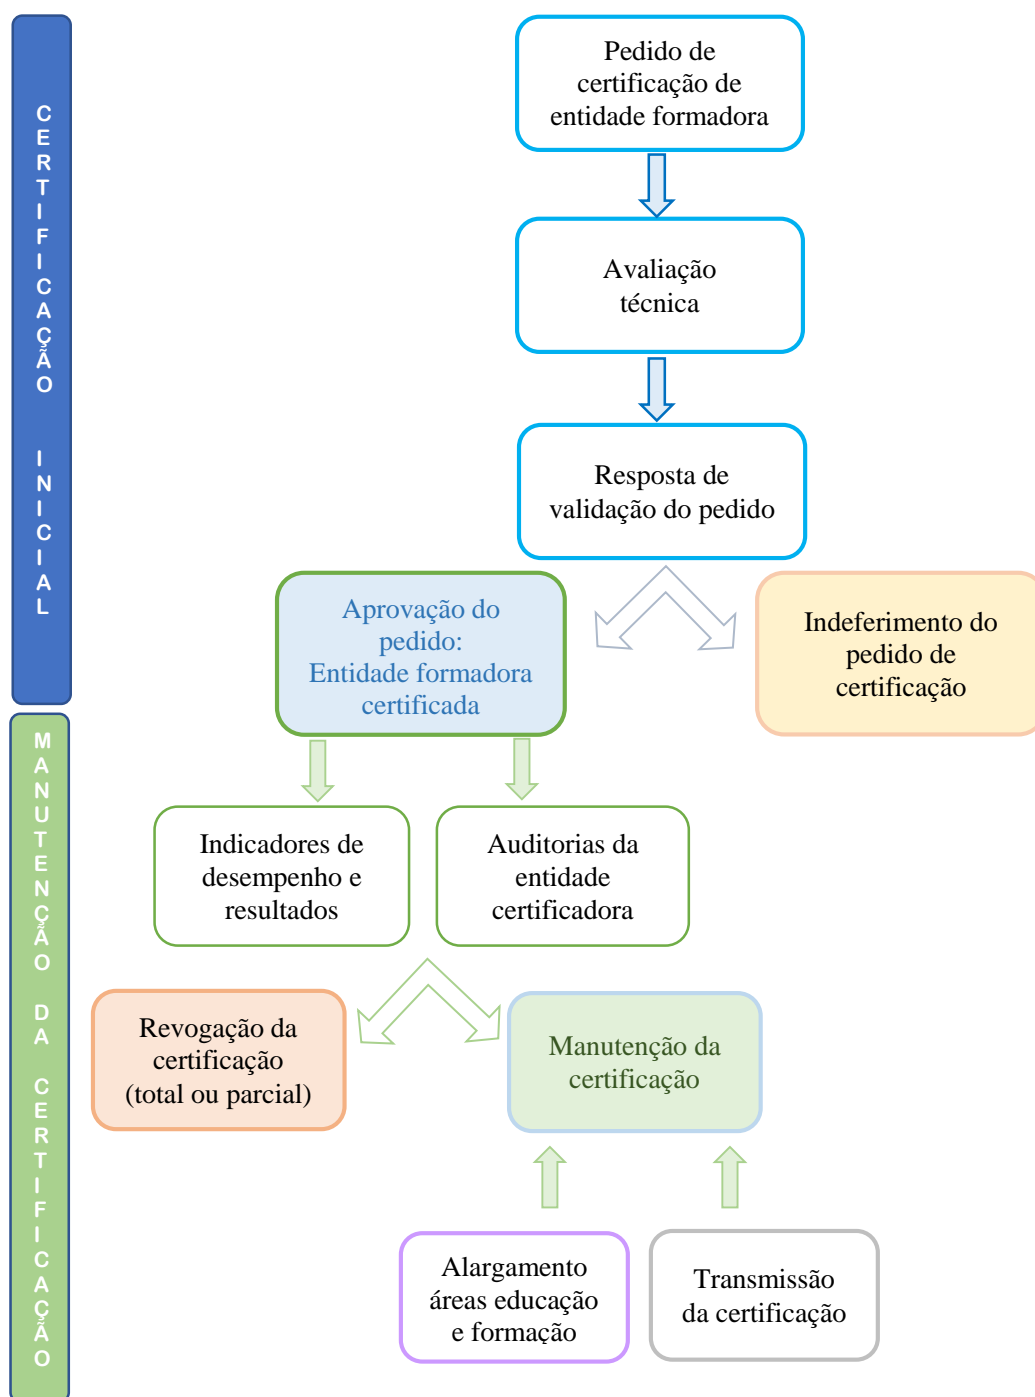 CERTIFICAÇÃO INICIAL
Pedido de
certificação de
entidade formadora
Avaliação
técnica
Resposta de
validação do pedido
Aprovação do
pedido:
Entidade formadora
certificada
Indeferimento do
pedido de
certificação
MANUTENÇÃO DA CERTIFICAÇÃO
Indicadores de
desempenho e
resultados
Auditorias da
entidade
certificadora
Revogação da
certificação
(total ou parcial)
Manutenção da
certificação
Alargamento
áreas educação
e formação
Transmissão
da certificação